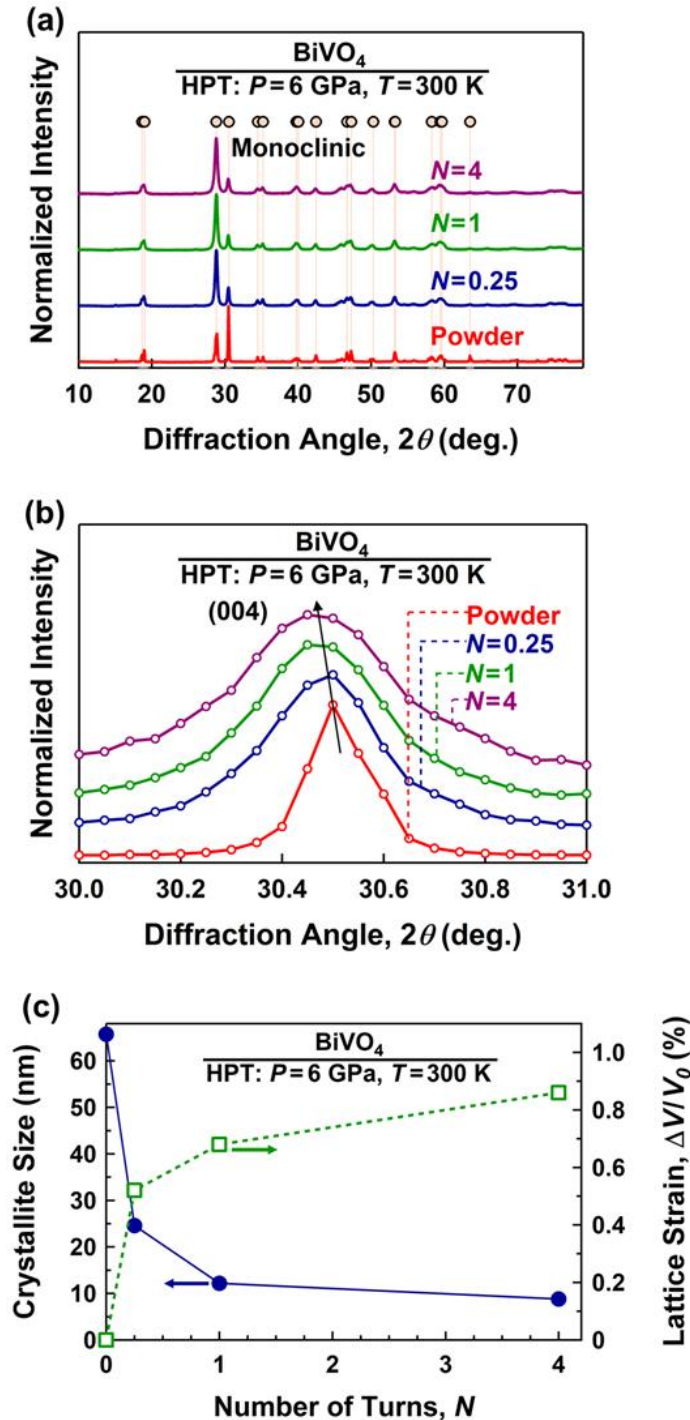 (a)
BiVO4
HPT: P = 6 GPa, T = 300 K
Monoclinic
N=4
N=1
N=0.25
Powder
Normalized Intensity
10 20 30 40 50 60 70
Diffraction Angle, 2θ (deg.)
(b)
BiVO4
HPT: P = 6 GPa, T = 300 K
(004)
Powder
N=0.25
N=1
N=4
Normalized Intensity
30.0 30.2 30.4 30.6 30.8 31.0
Diffraction Angle, 2θ (deg.)
(c)
BiVO4
HPT: P = 6 GPa, T = 300 K
Crystallite Size (nm)
60
50
40
30
20
10
0
Lattice Strain, ΔV/V0 (%)
1.0
0.8
0.6
0.4
0.2
0
0 1 2 3 4
Number of Turns, N